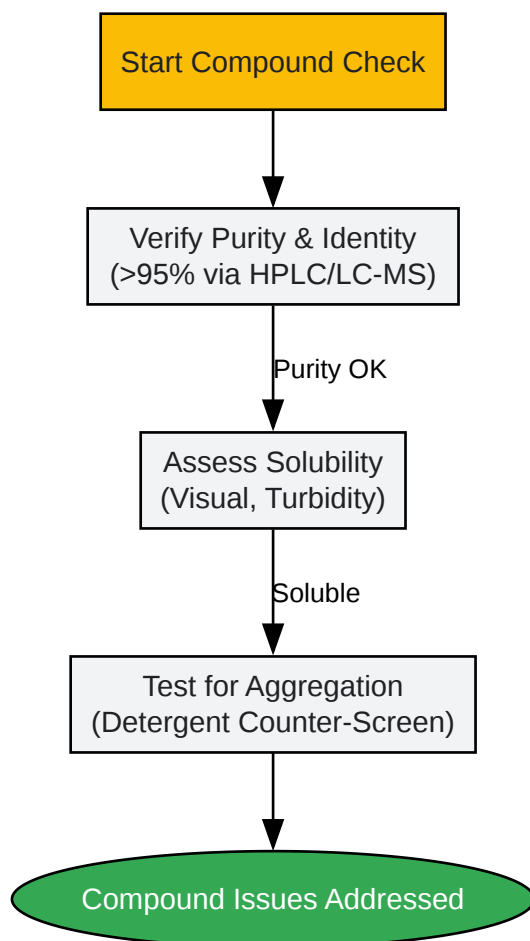 Start Compound Check
Verify Purity & Identity
(>95% via HPLC/LC-MS)
Purity OK
Assess Solubility
(Visual, Turbidity)
Soluble
Test for Aggregation
(Detergent Counter-Screen)
Compound Issues Addressed